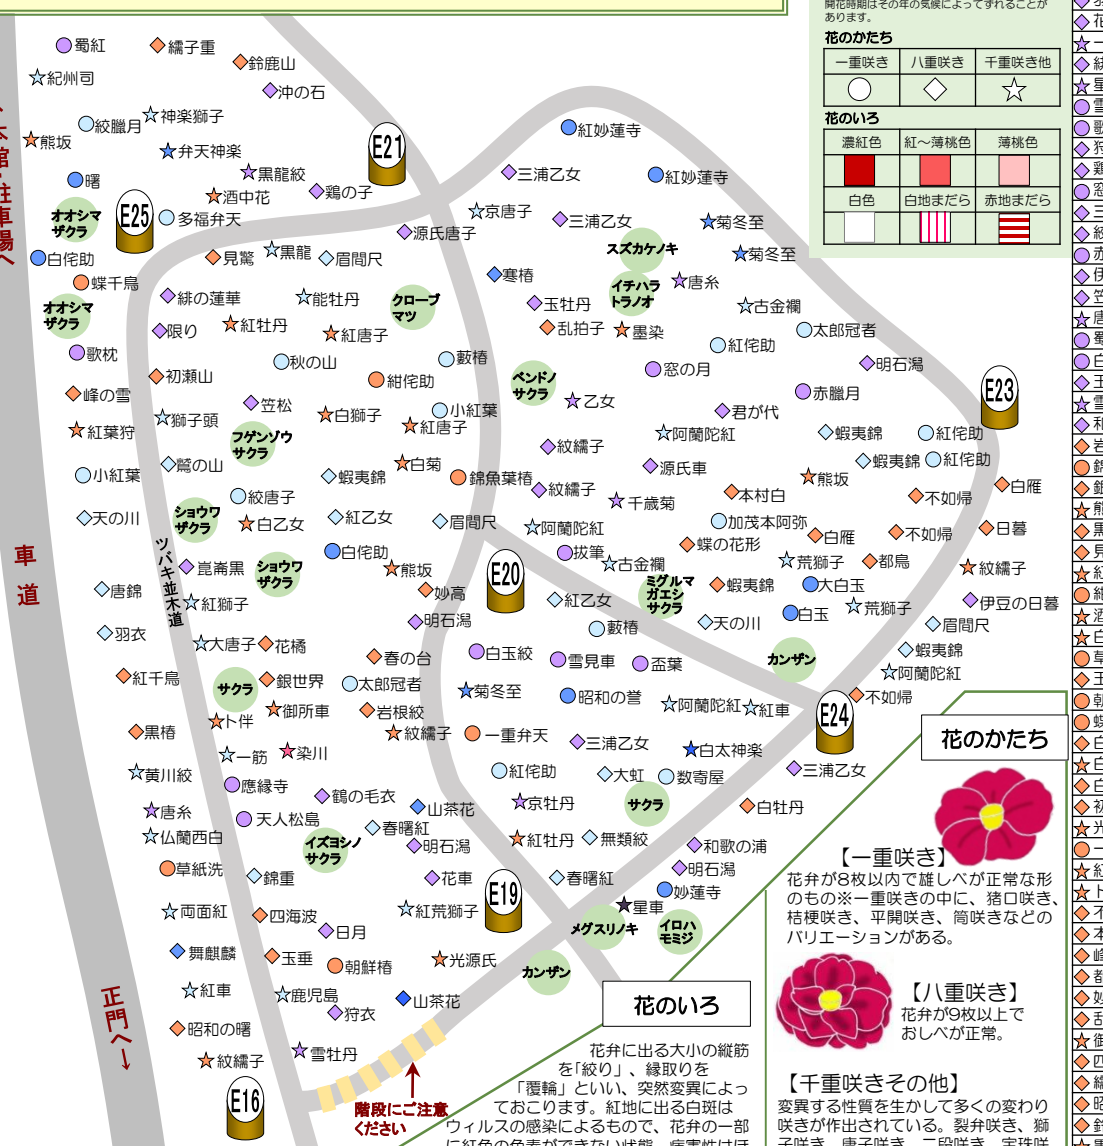 開花時期はその年の気候によってずれることが
あります。
花のかたち
一重咲き 八重咲き 千重咲き他
花のいろ
濃紅色 紅〜薄桃色 薄桃色
白色 白地まだら 赤地まだら
蜀紅 繻子重
鈴鹿山
紀州司
沖の石
神楽獅子
絞臘月
熊坂
弁天神楽
黒龍絞
曙
酒中花 鶏の子
オオシマ
ザクラ
E25
E21
多福弁天
紅妙蓮寺
三浦乙女
紅妙蓮寺
京唐子
三浦乙女
菊冬至
源氏唐子
スズカケノキ
菊冬至
白侘助
見驚
黒龍
眉間尺
蝶千鳥
寒椿
唐糸
イチハラ
トラノオ
緋の蓮華
能牡丹
クローブ
マツ
玉牡丹
古金襴
オオシマ
ザクラ
限り
紅牡丹
紅唐子
乱拍子
墨染
太郎冠者
紅侘助
歌枕
秋の山
藪椿
窓の月
明石潟
初瀬山
紺侘助
ベンドノ
サクラ
赤臘月
E23
峰の雪
笠松
白獅子
小紅葉
乙女
君が代
獅子頭
紅唐子
紅葉狩
フゲンゾウ
サクラ
阿蘭陀紅
蝦夷錦
紅侘助
紋繻子
小紅葉
鷲の山
蝦夷錦
白菊
錦魚葉椿
源氏車
蝦夷錦
紅侘助
熊坂
絞唐子
紋繻子
千歳菊
本村白
不如帰
白雁
天の川
ショウワ
ザクラ
白乙女
紅乙女
眉間尺
阿蘭陀紅
加茂本阿弥
白雁
不如帰
日暮
車道
ツバキ並木道
白侘助
抜筆
古金襴
蝶の花形
荒獅子
都鳥
紋繻子
崑崙黒
ショウワ
ザクラ
熊坂
E20
ミグルマ
ガエシ
サクラ
蝦夷錦
大白玉
唐錦
紅獅子
妙高
紅乙女
荒獅子
伊豆の日暮
明石潟
白玉
羽衣
大唐子
花橘
藪椿
天の川
眉間尺
春の台
白玉絞
雪見車
盃葉
カンザン
蝦夷錦
紅千鳥
サクラ
銀世界
太郎冠者
菊冬至
昭和の誉
阿蘭陀紅
阿蘭陀紅
紅車
不如帰
御所車
岩根絞
卜伴
紋繻子
一重弁天
E24
黒椿
一筋
染川
三浦乙女
白太神楽
黄川絞
應縁寺
紅侘助
大虹
数寄屋
三浦乙女
鶴の毛衣
唐糸
天人松島
山茶花
京牡丹
サクラ
白牡丹
仏蘭西白
イズヨシノ
サクラ
春曙紅
明石潟
紅牡丹
無類絞
和歌の浦
草紙洗
錦重
花車
E19
春曙紅
明石潟
妙蓮寺
両面紅
四海波
紅荒獅子
星車
日月
メグスリノキ
イロハ
モミジ
舞麒麟
玉垂
朝鮮椿
光源氏
カンザン
紅車
鹿児島
狩衣
山茶花
昭和の曙
紋繻子
雪牡丹
正門へ↓
E16
階段にご注意
ください
花のかたち
【一重咲き】
花弁が8枚以内で雄しべが正常な形
のもの※一重咲きの中に、猪口咲き、
桔梗咲き、平開咲き、筒咲きなどの
バリエーションがある。
【八重咲き】
花弁が9枚以上で
おしべが正常。
【千重咲きその他】
変異する性質を生かして多くの変わり
咲きが作出されている。裂弁咲き、獅
花のいろ
花弁に出る大小の縦筋
を「絞り」、縁取りを
「覆輪」といい、突然変異によっ
ておこります。紅地に出る白斑は
ウィルスの感染によるもので、花弁の一部